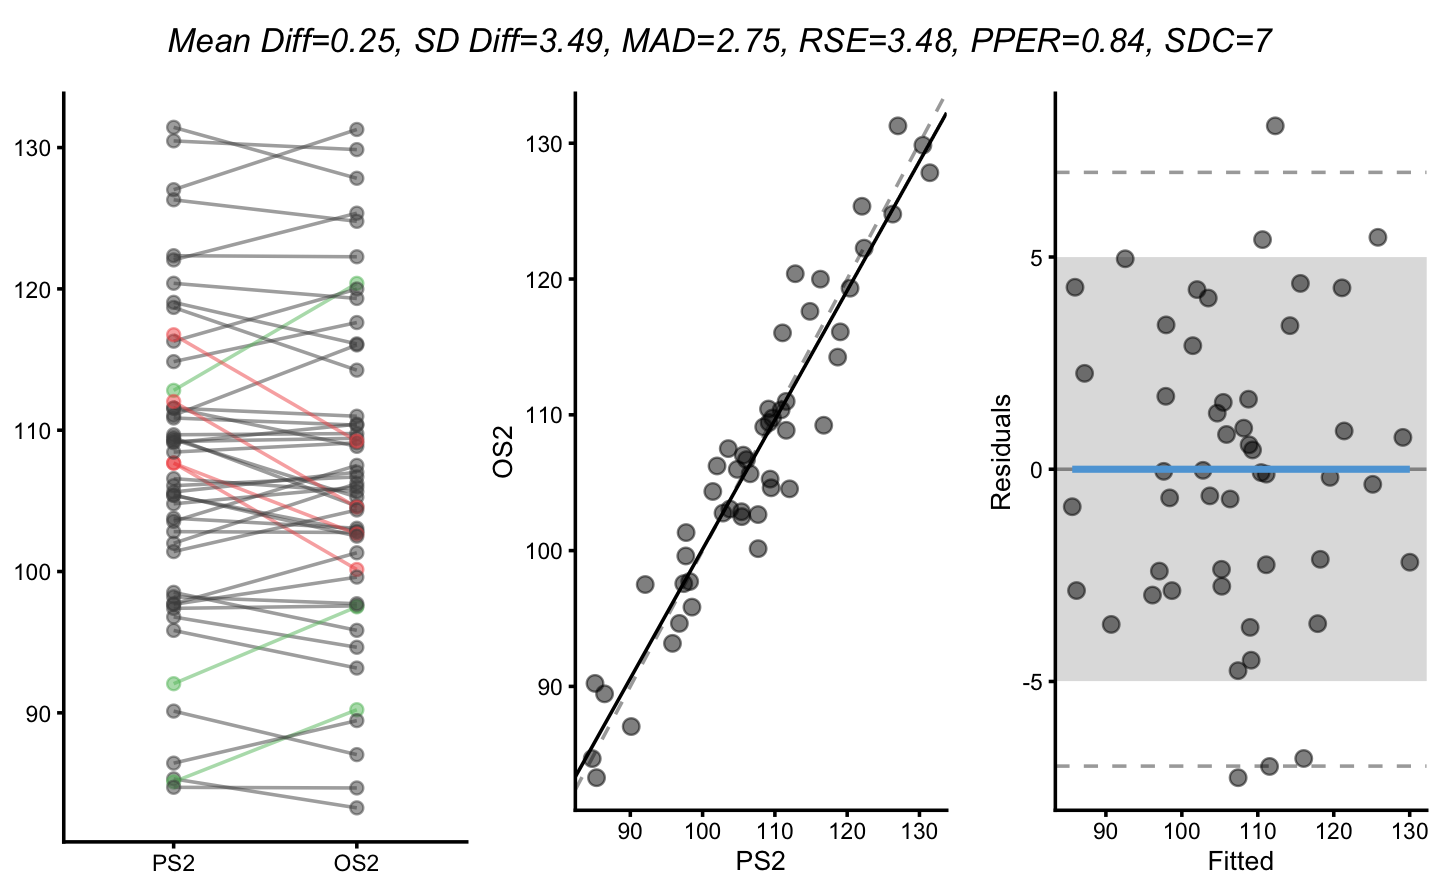 Mean Diff=0.25, SD Diff=3.49, MAD=2.75, RSE=3.48, PPER=0.84, SDC=7
130
120
110
100
90
PS2 OS2
OS2
130
120
110
100
90
90 100 110 120 130
PS2
Residuals
5
0
-5
90 100 110 120 130
Fitted